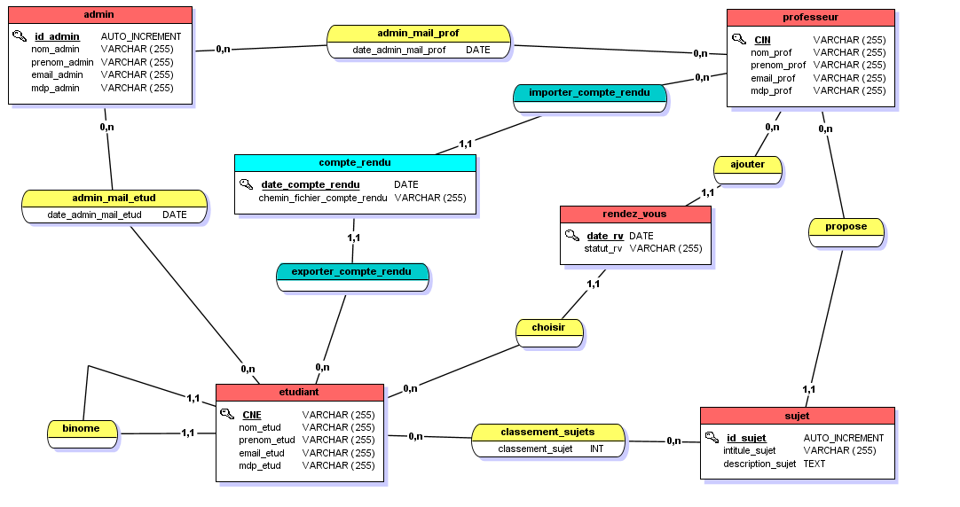 admin
id_admin AUTO_INCREMENT
nom_admin VARCHAR (255)
prenom_admin VARCHAR (255)
email_admin VARCHAR (255)
mdp_admin VARCHAR (255)
0,n
admin_mail_prof
date_admin_mail_prof DATE
0,n
professeur
CIN VARCHAR (255)
nom_prof VARCHAR (255)
prenom_prof VARCHAR (255)
email_prof VARCHAR (255)
mdp_prof VARCHAR (255)
0,n
importer_compte_rendu
1,1
0,n
0,n
0,n
compte_rendu
date_compte_rendu DATE
chemin_fichier_compte_rendu VARCHAR (255)
ajouter
1,1
admin_mail_etud
date_admin_mail_etud DATE
rendez_vous
date_rv DATE
statut_rv VARCHAR (255)
propose
1,1
exporter_compte_rendu
1,1
choisir
0,n
0,n
0,n
1,1
1,1
etudiant
CNE VARCHAR (255)
nom_etud VARCHAR (255)
prenom_etud VARCHAR (255)
email_etud VARCHAR (255)
mdp_etud VARCHAR (255)
binome
1,1
0,n
classement_sujets
classement_sujet INT
0,n
sujet
id_sujet AUTO_INCREMENT
intitule_sujet VARCHAR (255)
description_sujet TEXT